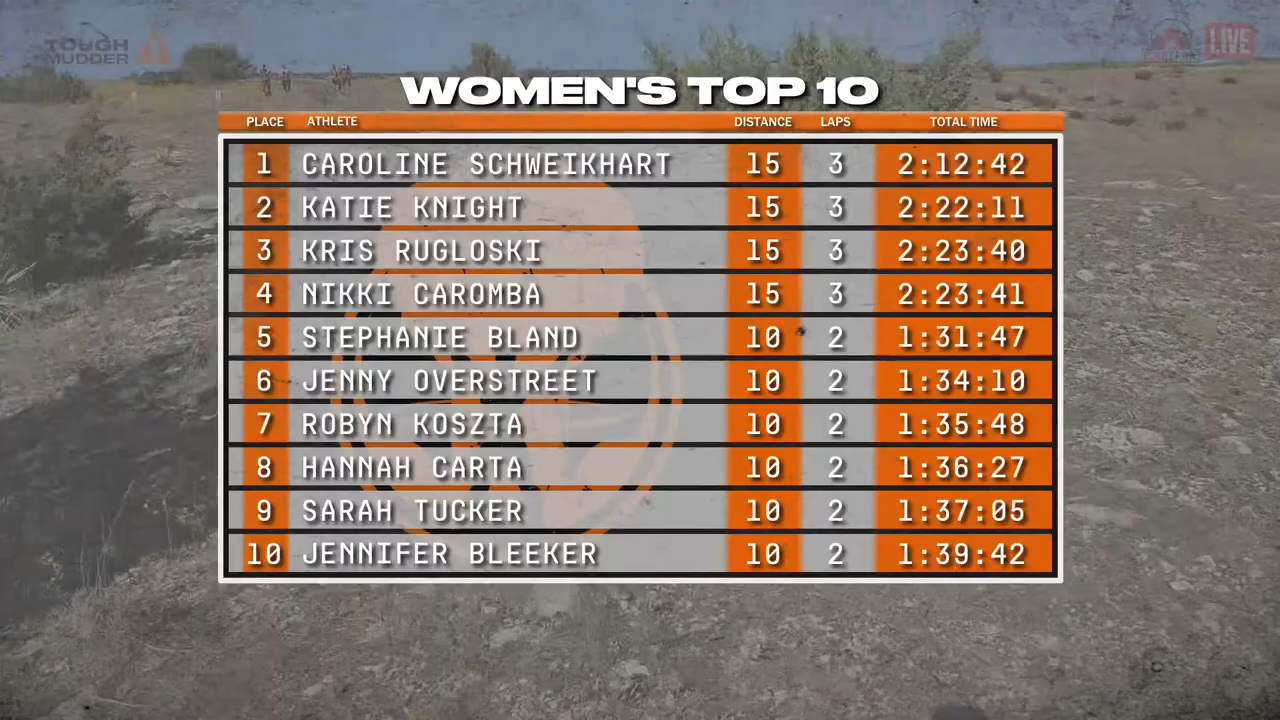 TOUGH
MUDDER
LIVE
WOMEN'S TOP 10
PLACE ATHLETE DISTANCE LAPS TOTAL TIME
1 CAROLINE SCHWEIKHART 15 3 2:12:42
2 KATIE KNIGHT 15 3 2:22:11
3 KRIS RUGLOSKI 15 3 2:23:40
4 NIKKI CAROMBA 15 3 2:23:41
5 STEPHANIE BLAND 10 2 1:31:47
6 JENNY OVERSTREET 10 2 1:34:10
7 ROBYN KOSZTA 10 2 1:35:48
8 HANNAH CARTA 10 2 1:36:27
9 SARAH TUCKER 10 2 1:37:05
10 JENNIFER BLEEKER 10 2 1:39:42